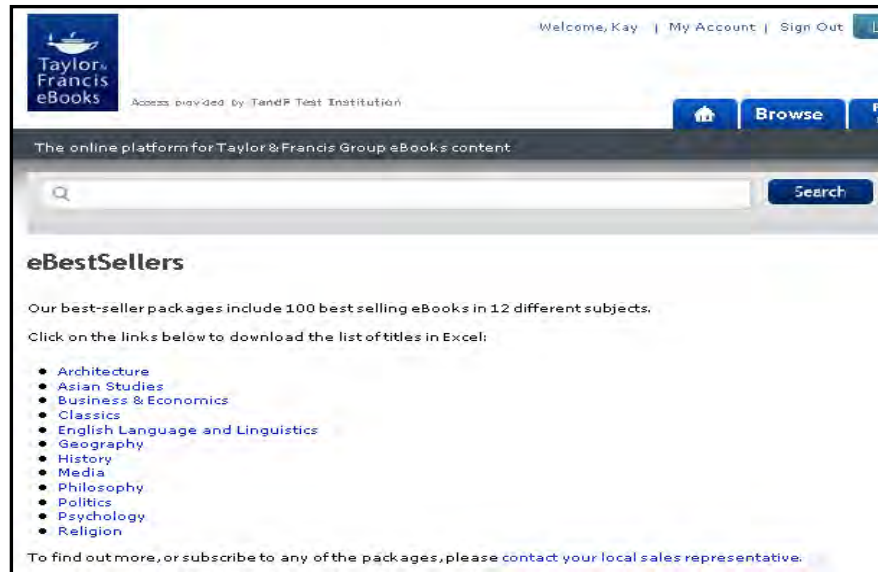 Welcome, Kay | My Account | Sign Out
Taylor &
Francis
eBooks
Access provided by TandF Test Institution
Browse
The online platform for Taylor & Francis Group eBooks content
Search
eBestSellers
Our best-seller packages include 100 best selling eBooks in 12 different subjects.
Click on the links below to download the list of titles in Excel:
• Architecture
• Asian Studies
• Business & Economics
• Classics
• English Language and Linguistics
• Geography
• History
• Media
• Philosophy
• Politics
• Psychology
• Religion
To find out more, or subscribe to any of the packages, please contact your local sales representative.